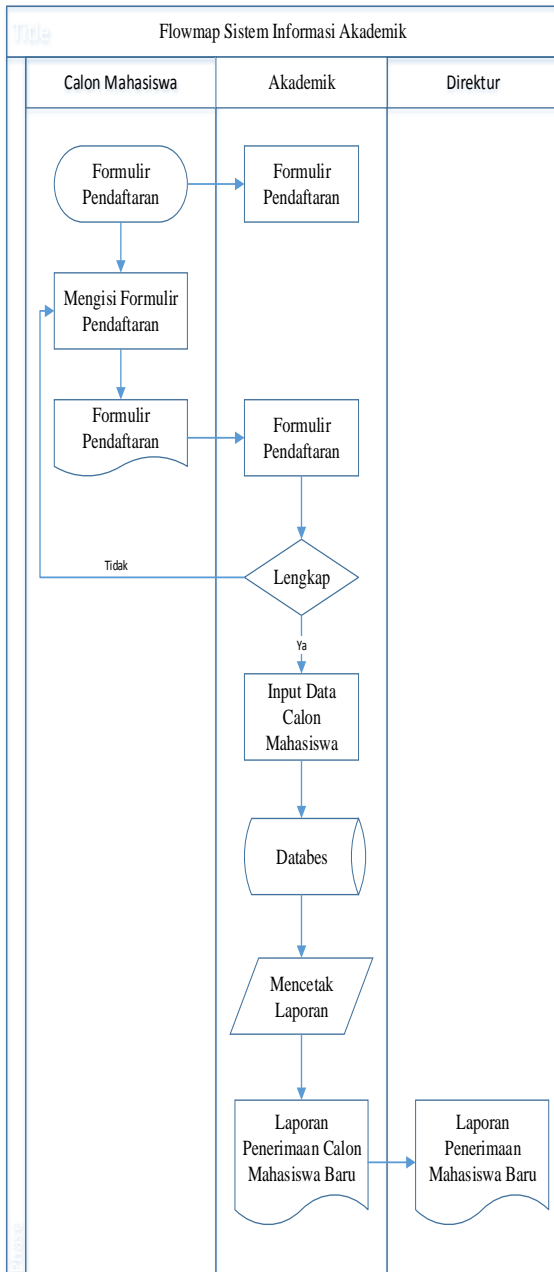 Title
Flowmap Sistem Informasi Akademik
Calon Mahasiswa
Akademik
Direktur
Formulir
Pendaftaran
Formulir
Pendaftaran
Mengisi Formulir
Pendaftaran
Formulir
Pendaftaran
Formulir
Pendaftaran
Lengkap
Tidak
Ya
Input Data
Calon
Mahasiswa
Databes
Mencetak
Laporan
Laporan
Penerimaan Calon
Mahasiswa Baru
Laporan
Penerimaan
Mahasiswa Baru
Phase